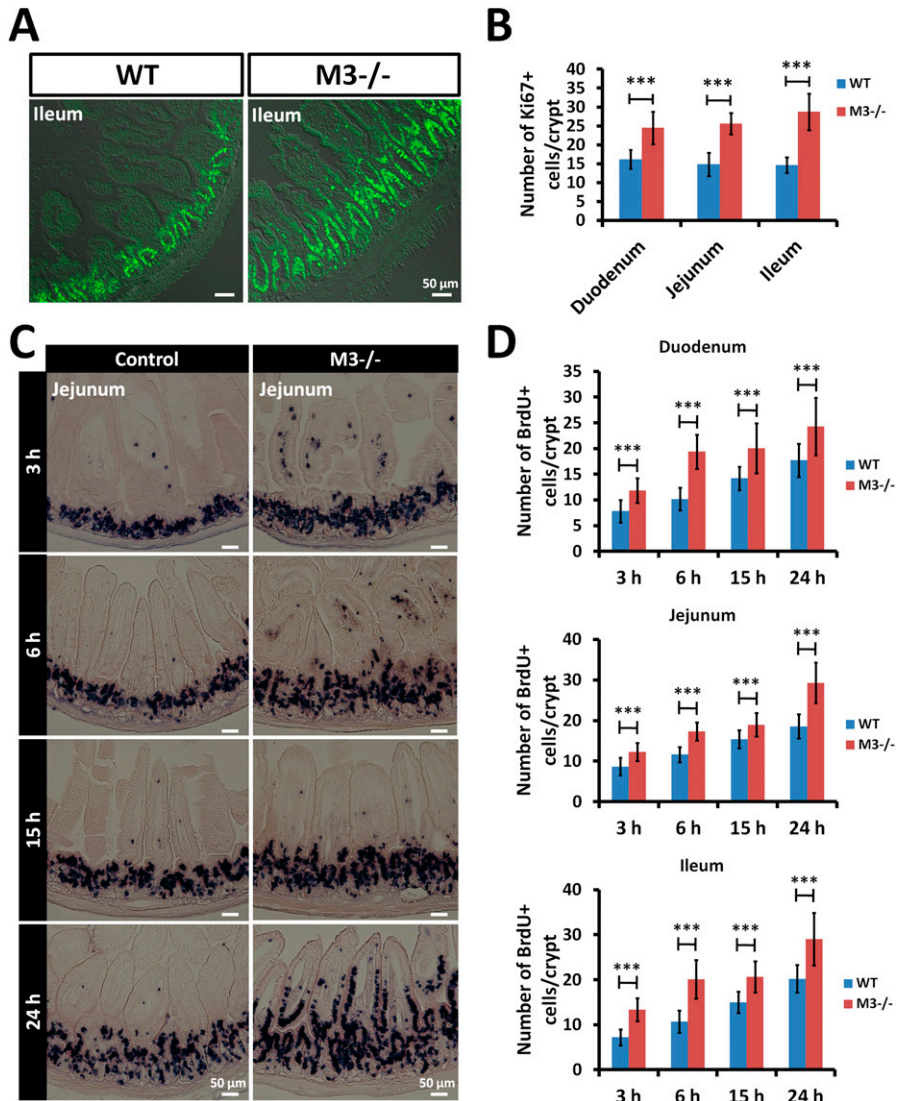 A
WT
M3-/-
Ileum
Ileum
50 µm
B
Number of Ki67+
cells/crypt
40
35
30
25
20
15
10
5
0
***
***
***
WT
M3-/-
Duodenum
Jejunum
Ileum
C
Control
M3-/-
Jejunum
Jejunum
3 h
6 h
15 h
24 h
50 µm
50 µm
D
Duodenum
Number of BrdU+
cells/crypt
35
30
25
20
15
10
5
0
***
***
***
***
WT
M3-/-
3 h
6 h
15 h
24 h
Jejunum
Number of BrdU+
cells/crypt
40
30
20
10
0
***
***
***
***
WT
M3-/-
3 h
6 h
15 h
24 h
Ileum
Number of BrdU+
cells/crypt
40
30
20
10
0
***
***
***
***
WT
M3-/-
3 h
6 h
15 h
24 h